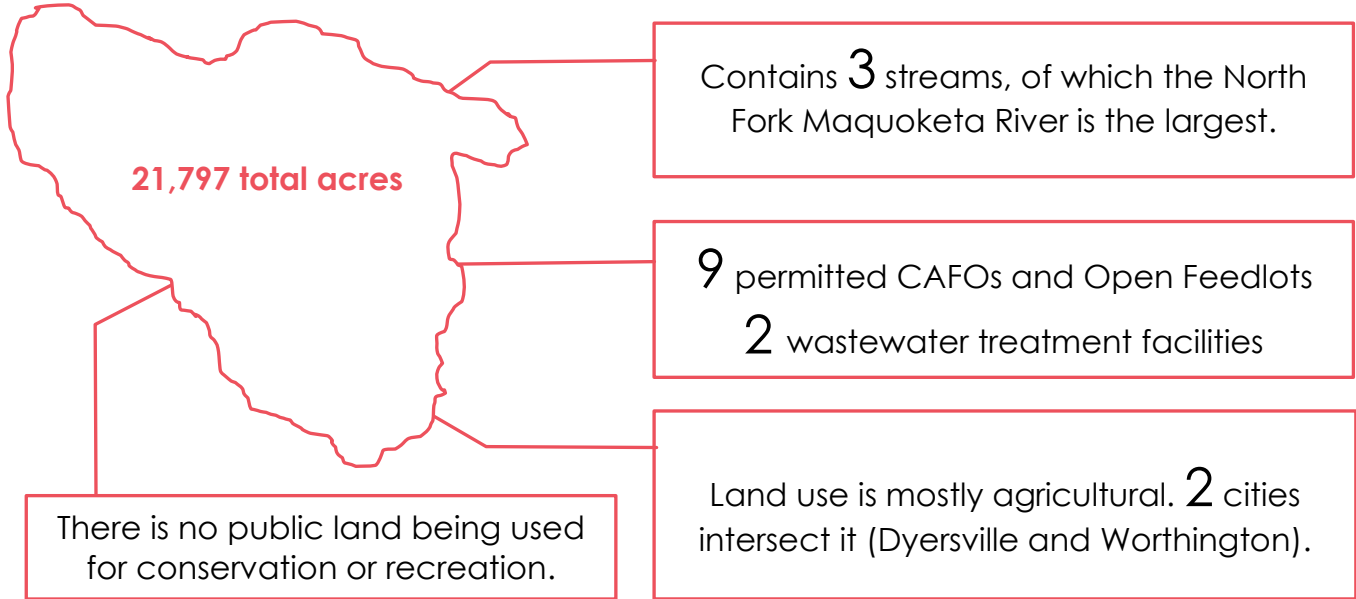 21,797 total acres
Contains 3 streams, of which the North
Fork Maquoketa River is the largest.
9 permitted CAFOs and Open Feedlots
2 wastewater treatment facilities
Land use is mostly agricultural. 2 cities
intersect it (Dyersville and Worthington).
There is no public land being used
for conservation or recreation.